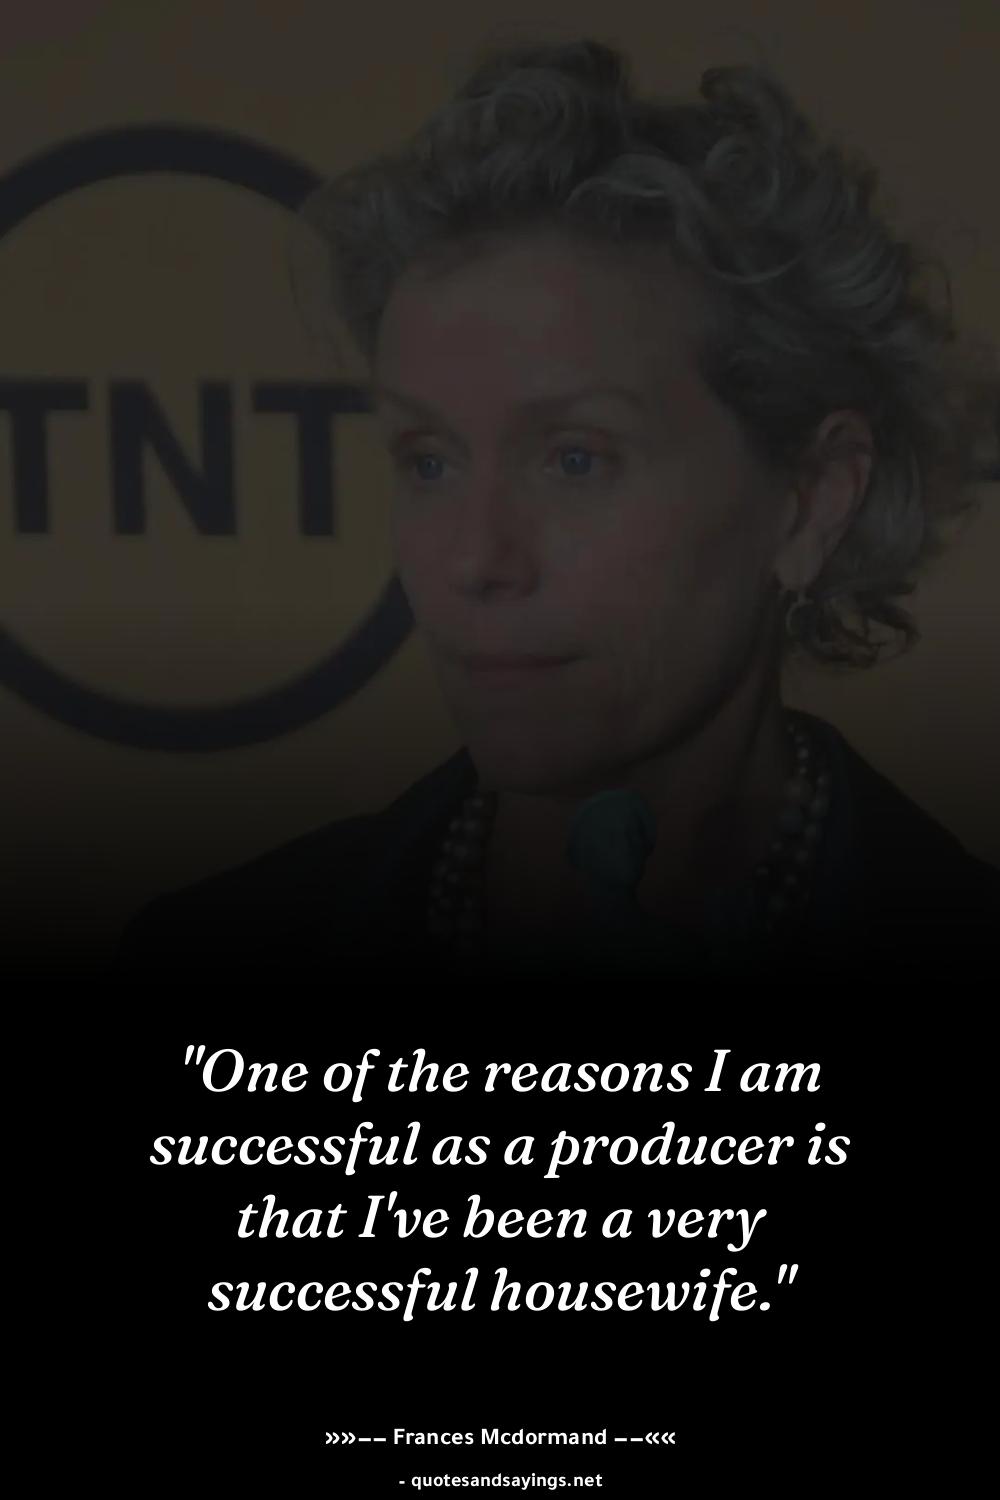 TNT
"One of the reasons I am
successful as a producer is
that I've been a very
successful housewife."
»»–– Frances Mcdormand ––««
- quotesandsayings.net